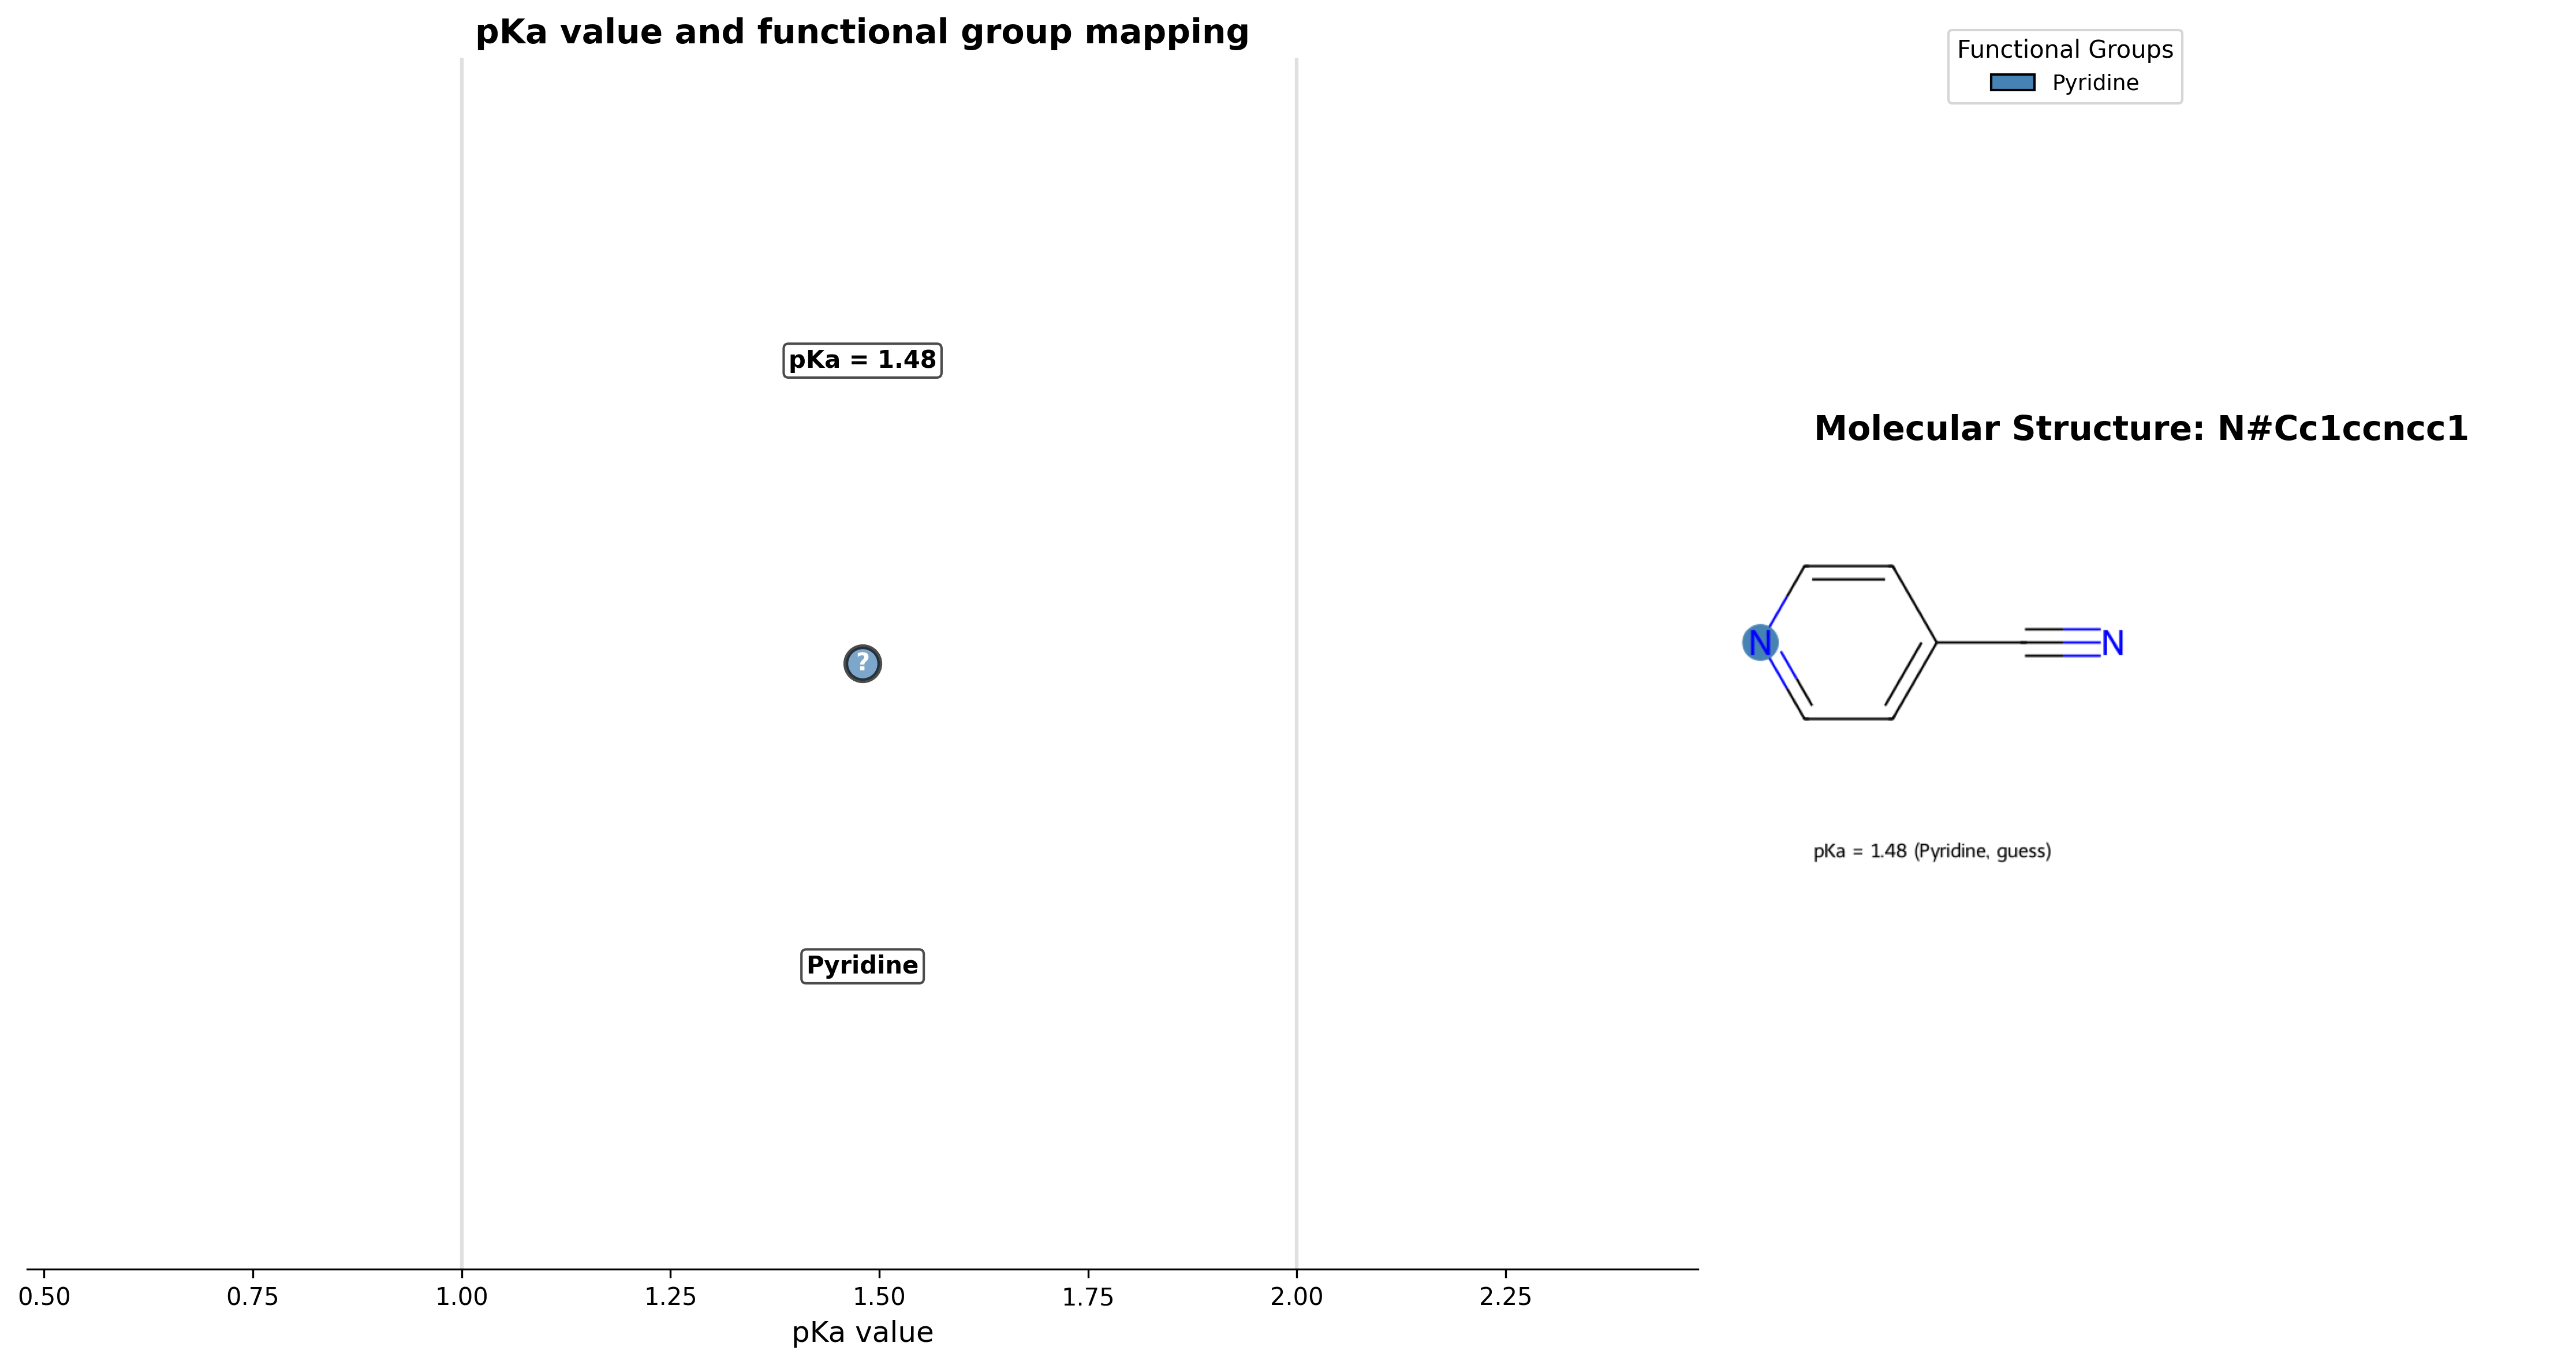 pKa value and functional group mapping
pKa = 1.48
?
Pyridine
0.50 0.75 1.00 1.25 1.50 1.75 2.00 2.25
pKa value
Functional Groups
Pyridine
Molecular Structure: N#Cc1ccncc1
N N
pKa = 1.48 (Pyridine, guess)